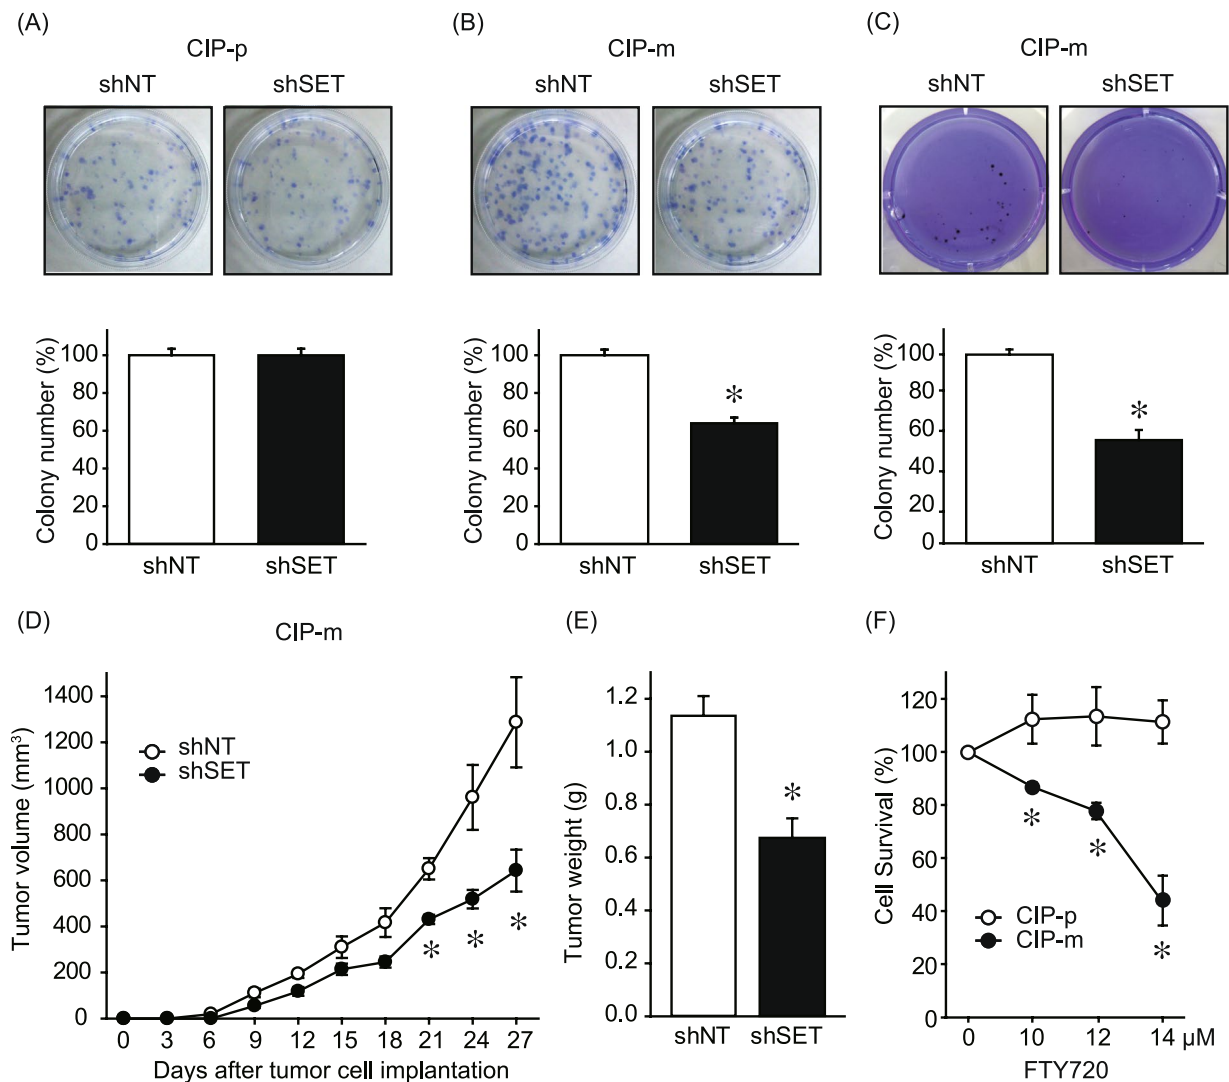 (A)
CIP-p
shNT shSET
Colony number (%)
100
80
60
40
20
0
shNT shSET
(B)
CIP-m
shNT shSET
Colony number (%)
100
80
60
40
20
0
*
shNT shSET
(C)
CIP-m
shNT shSET
Colony number (%)
100
80
60
40
20
0
*
shNT shSET
(D)
CIP-m
Tumor volume (mm³)
1400
1200
1000
800
600
400
200
0
shNT
shSET
* * *
0 3 6 9 12 15 18 21 24 27
Days after tumor cell implantation
(E)
Tumor weight (g)
1.2
1.0
0.8
0.6
0.4
0.2
0.0
*
shNT shSET
(F)
Cell Survival (%)
120
100
80
60
40
20
0
* * *
CIP-p
CIP-m
0 10 12 14 µM
FTY720